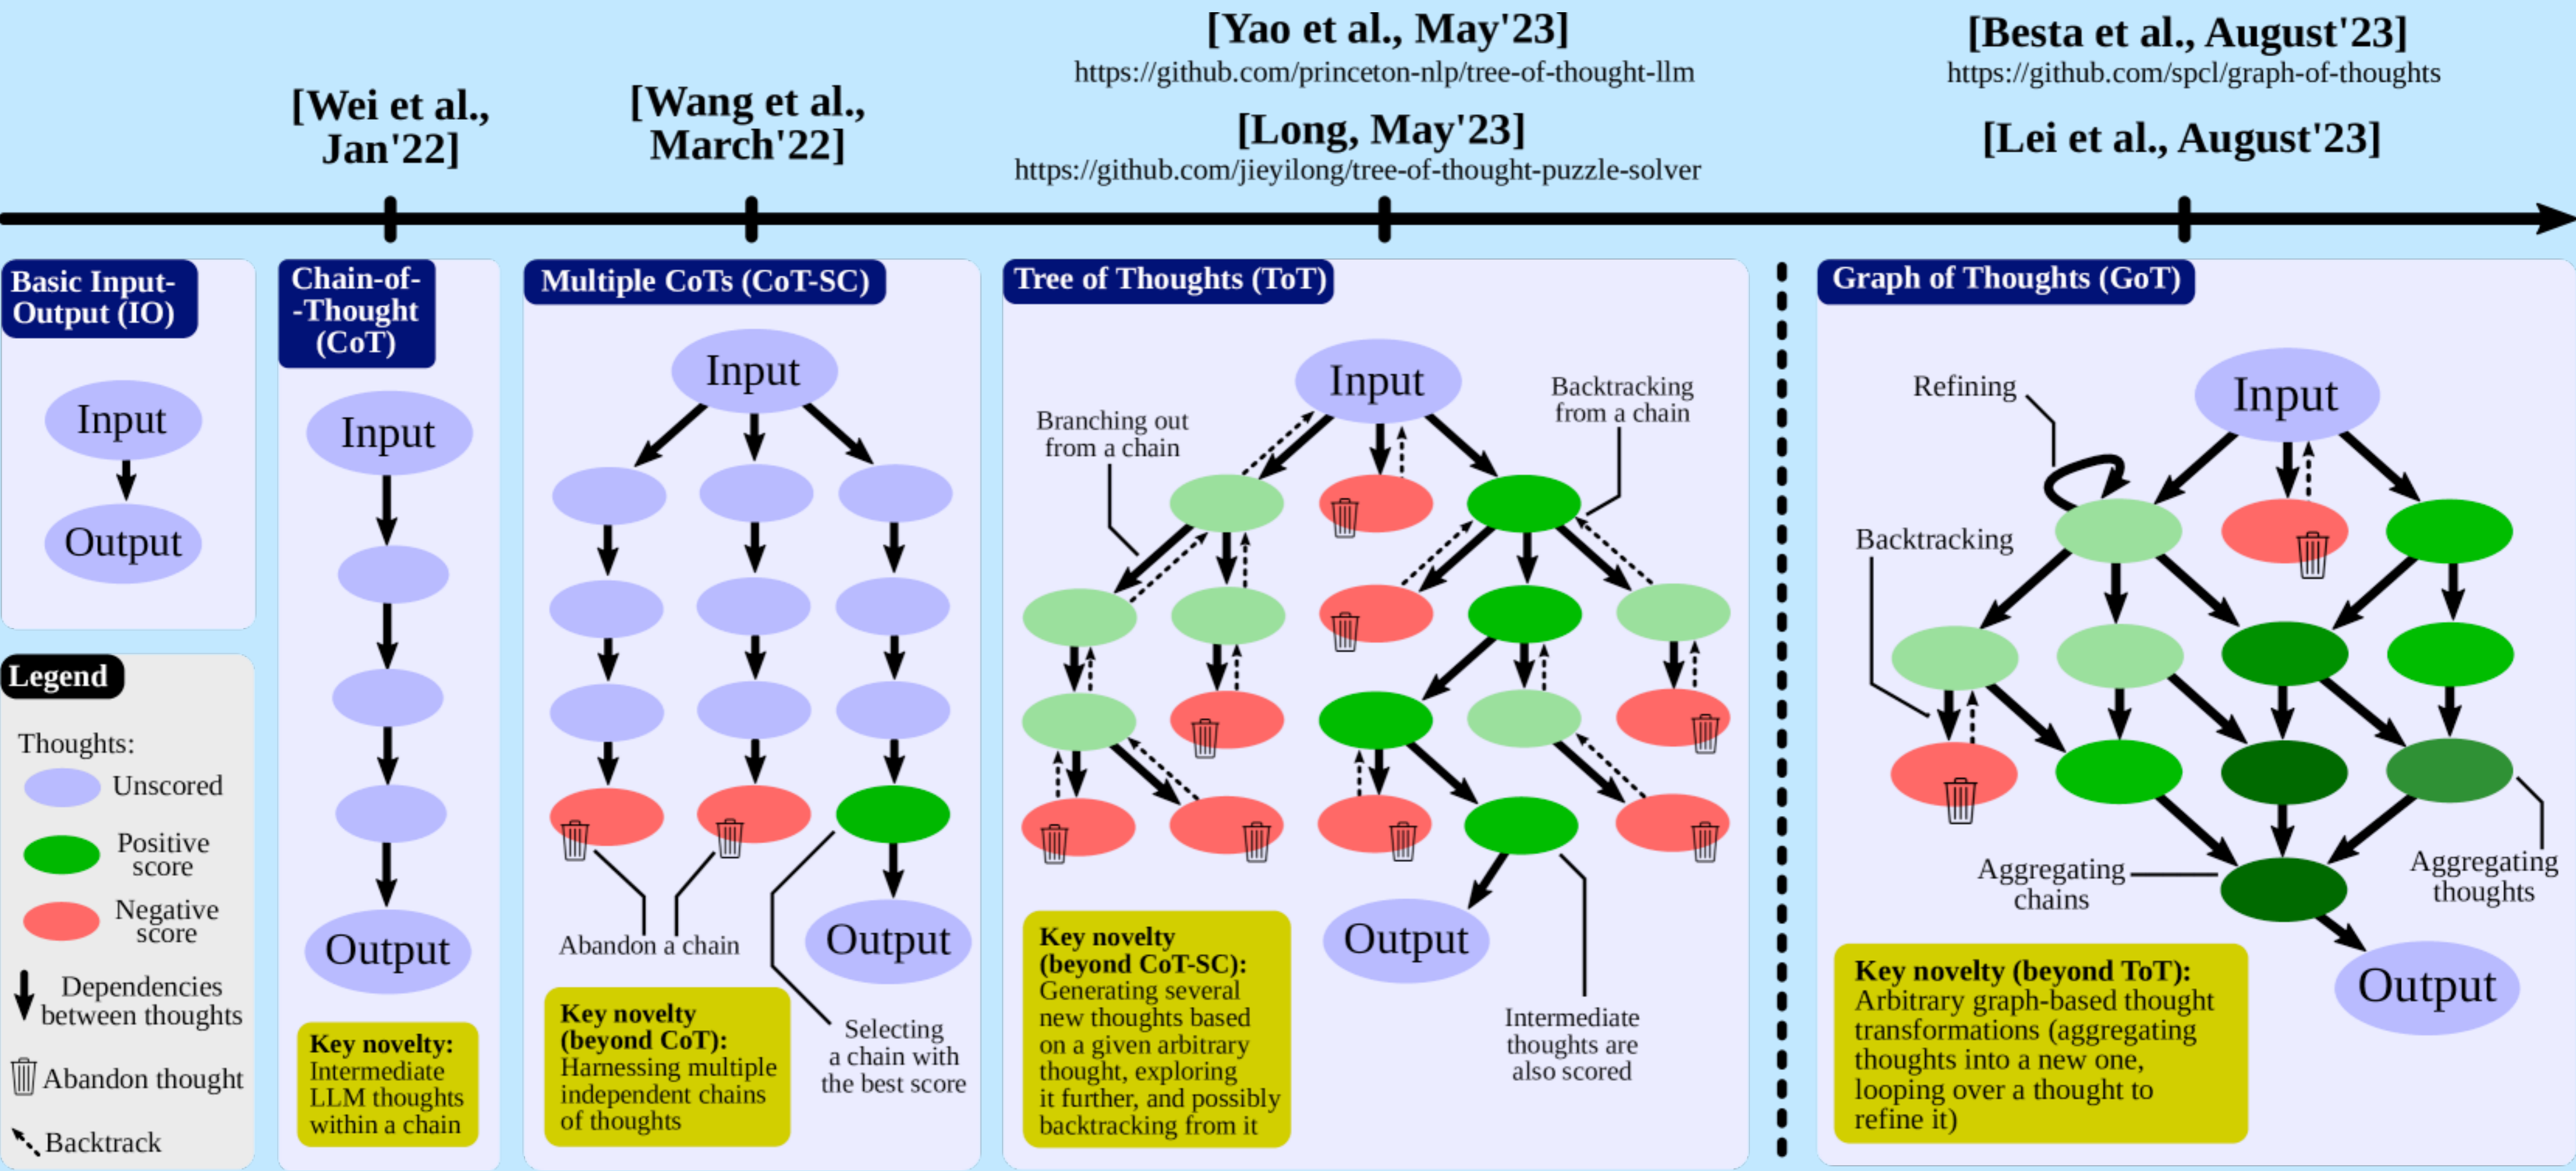 [Wei et al.,
Jan'22]
[Wang et al.,
March'22]
[Yao et al., May'23]
https://github.com/princeton-nlp/tree-of-thought-llm
[Long, May'23]
https://github.com/jieyilong/tree-of-thought-puzzle-solver
[Besta et al., August'23]
https://github.com/spcl/graph-of-thoughts
[Lei et al., August'23]
Basic Input-
Output (IO)
Input
Output
Legend
Thoughts:
Unscored
Positive
score
Negative
score
Dependencies
between thoughts
Abandon thought
Backtrack
Chain-of-
-Thought
(CoT)
Input
Output
Key novelty:
Intermediate
LLM thoughts
within a chain
Multiple CoTs (CoT-SC)
Input
Abandon a chain
Output
Selecting
a chain with
the best score
Key novelty
(beyond CoT):
Harnessing multiple
independent chains
of thoughts
Tree of Thoughts (ToT)
Input
Branching out
from a chain
Backtracking
from a chain
Output
Intermediate
thoughts are
also scored
Key novelty
(beyond CoT-SC):
Generating several
new thoughts based
on a given arbitrary
thought, exploring
it further, and possibly
backtracking from it
Graph of Thoughts (GoT)
Refining
Input
Backtracking
Aggregating
chains
Aggregating
thoughts
Output
Key novelty (beyond ToT):
Arbitrary graph-based thought
transformations (aggregating
thoughts into a new one,
looping over a thought to
refine it)